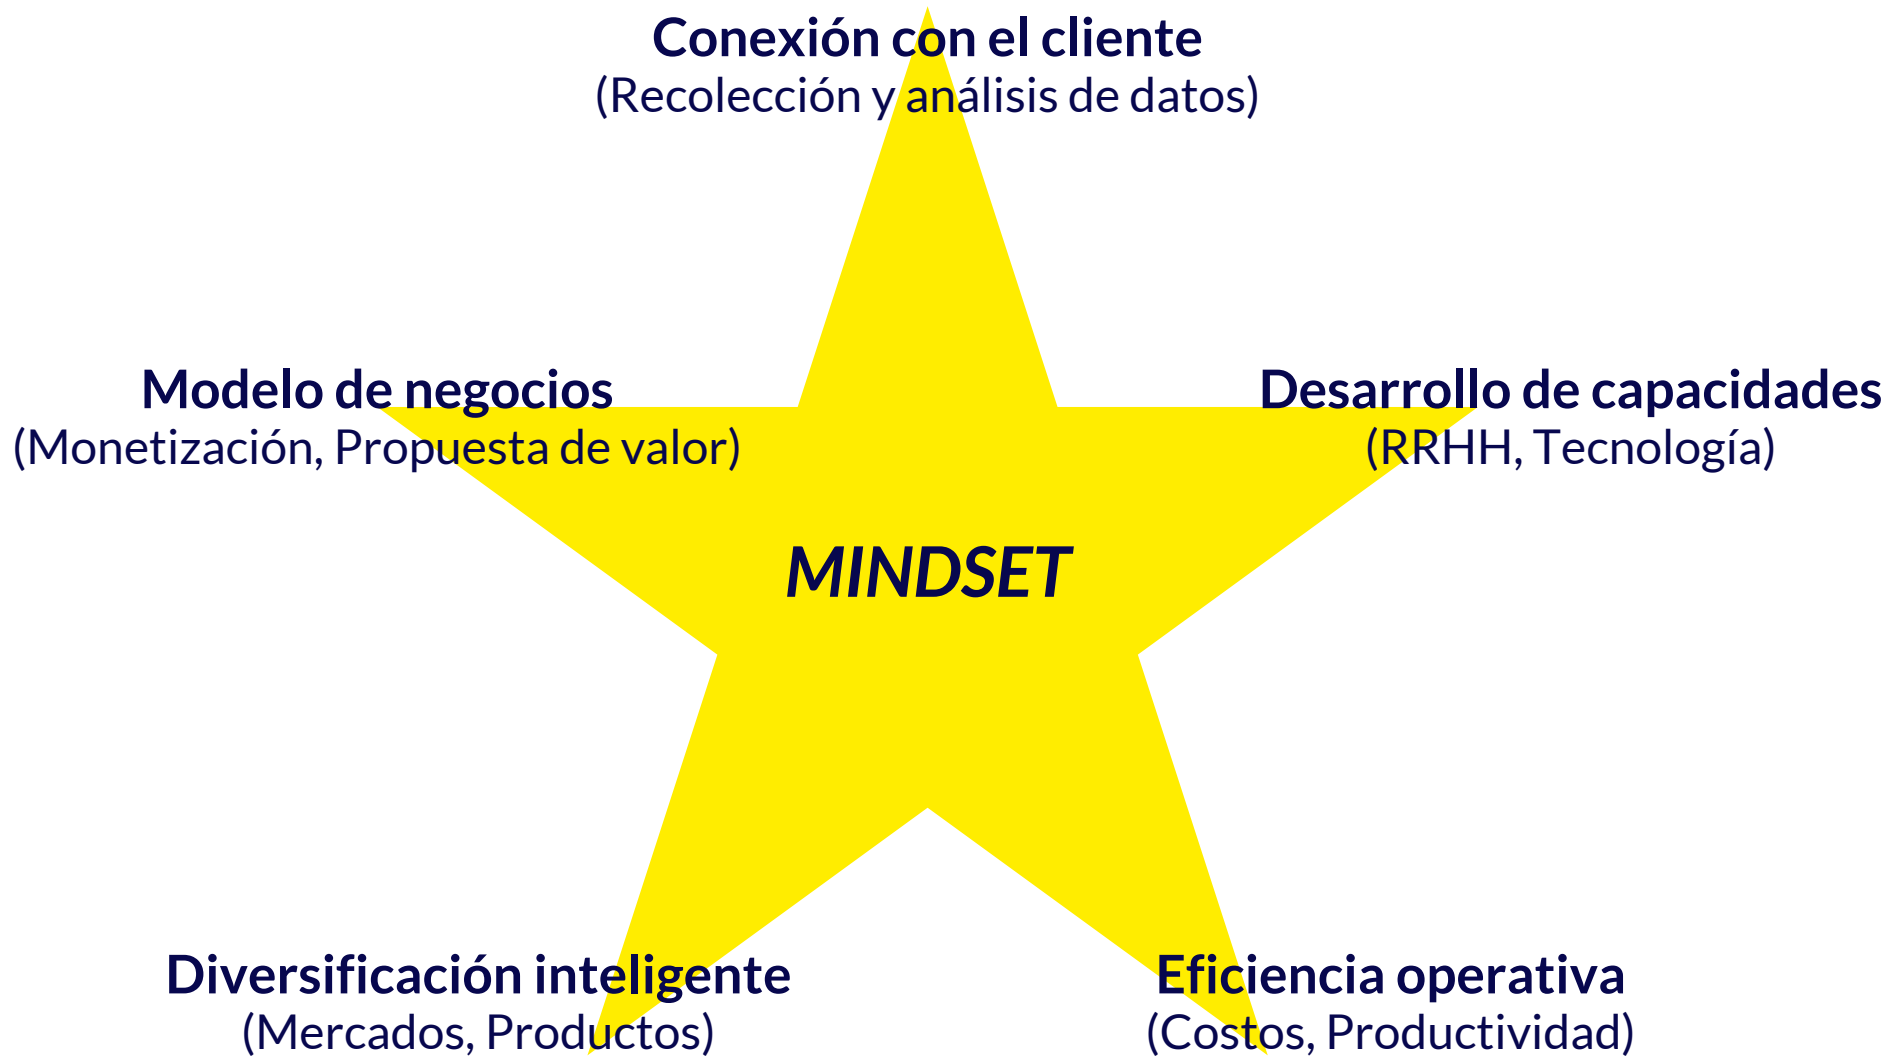 Conexión con el cliente
(Recolección y análisis de datos)
Modelo de negocios
(Monetización, Propuesta de valor)
Desarrollo de capacidades
(RRHH, Tecnología)
MINDSET
Diversificación inteligente
(Mercados, Productos)
Eficiencia operativa
(Costos, Productividad)